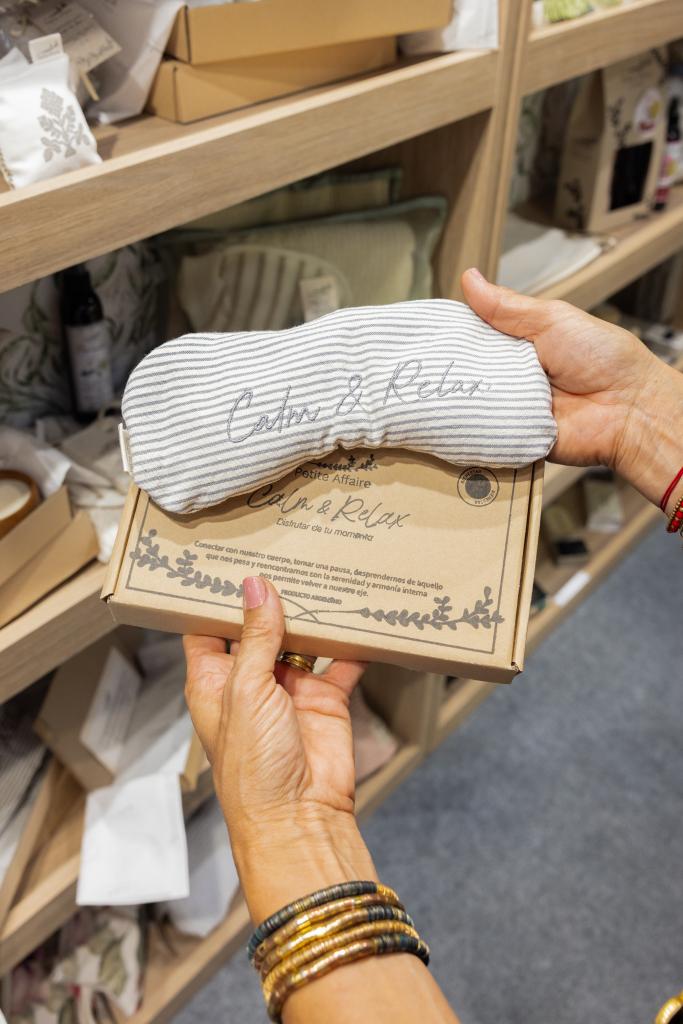 Calm & Relax
Petite Affaire
Calm & Relax
Disfrutar de tu momento
Conectar con nuestro cuerpo, tomar una pausa, desprendernos de aquello
que nos pesa y reencontrarnos con la serenidad y armonía interna
nos permite volver a nuestro eje.
PRODUCTO ARGENTINO